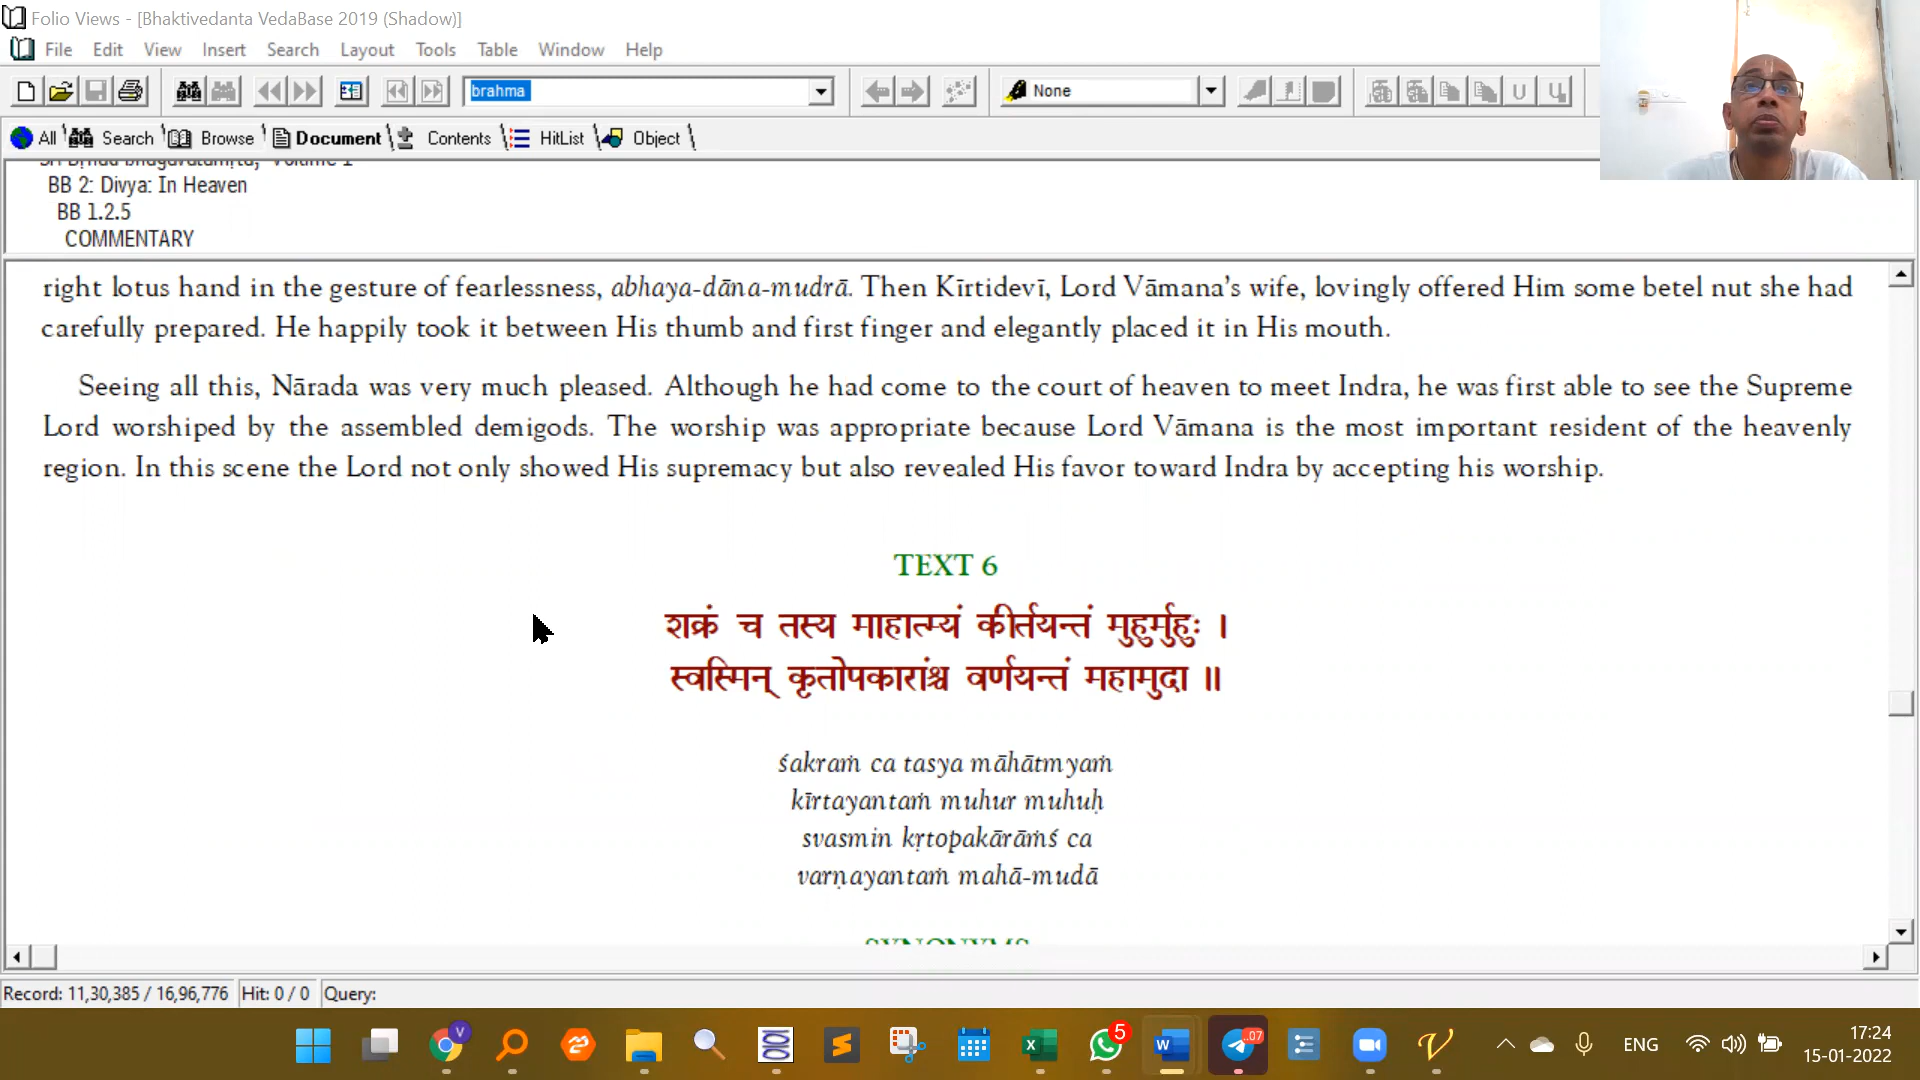 Folio Views - [Bhaktivedanta VedaBase 2019 (Shadow)]
File Edit View Insert Search Layout Tools Table Window Help
brahma None
All Search Browse Document Contents HitList Object
BB 2: Divya: In Heaven
BB 1.2.5
COMMENTARY
right lotus hand in the gesture of fearlessness, abhaya-dāna-mudrā. Then Kīrtidevī, Lord Vāmana's wife, lovingly offered Him some betel nut she had
carefully prepared. He happily took it between His thumb and first finger and elegantly placed it in His mouth.
Seeing all this, Nārada was very much pleased. Although he had come to the court of heaven to meet Indra, he was first able to see the Supreme
Lord worshiped by the assembled demigods. The worship was appropriate because Lord Vāmana is the most important resident of the heavenly
region. In this scene the Lord not only showed His supremacy but also revealed His favor toward Indra by accepting his worship.
TEXT 6
शक्रं च तस्य माहात्म्यं कीर्तयन्तं मुहुर्मुहुः ।
स्वस्मिन् कृतोपकारांश्च वर्णयन्तं महामुदा ॥
śakraṁ ca tasya māhātmyaṁ
kīrtayantaṁ muhur muhuḥ
svasmin kṛtopakārāṁś ca
varṇayantaṁ mahā-mudā
Record: 11,30,385 / 16,96,776 Hit: 0 / 0 Query:
V 5 .07 ENG 17:24
15-01-2022